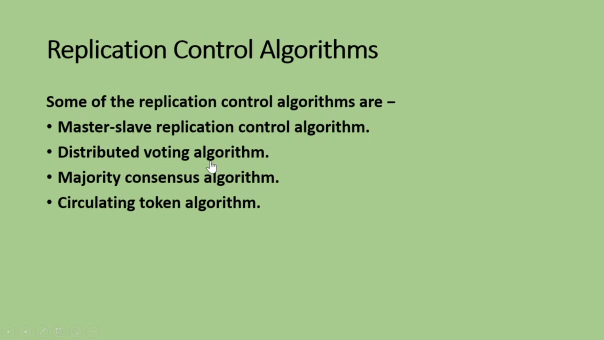 Replication Control Algorithms
Some of the replication control algorithms are –
• Master-slave replication control algorithm.
• Distributed voting algorithm.
• Majority consensus algorithm.
• Circulating token algorithm.